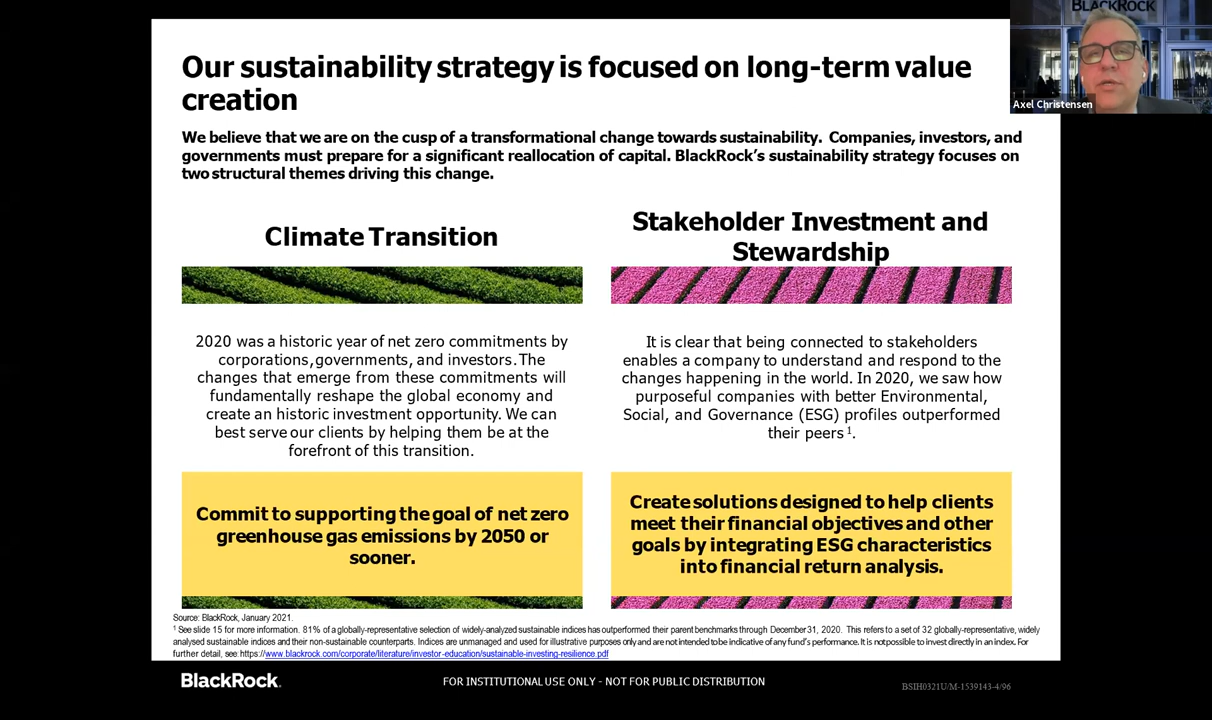 BLACKROCK
Axel Christensen
Our sustainability strategy is focused on long-term value
creation
We believe that we are on the cusp of a transformational change towards sustainability. Companies, investors, and
governments must prepare for a significant reallocation of capital. BlackRock's sustainability strategy focuses on
two structural themes driving this change.
Climate Transition
2020 was a historic year of net zero commitments by
corporations, governments, and investors. The
changes that emerge from these commitments will
fundamentally reshape the global economy and
create an historic investment opportunity. We can
best serve our clients by helping them be at the
forefront of this transition.
Commit to supporting the goal of net zero
greenhouse gas emissions by 2050 or
sooner.
Stakeholder Investment and
Stewardship
It is clear that being connected to stakeholders
enables a company to understand and respond to the
changes happening in the world. In 2020, we saw how
purposeful companies with better Environmental,
Social, and Governance (ESG) profiles outperformed
their peers ¹.
Create solutions designed to help clients
meet their financial objectives and other
goals by integrating ESG characteristics
into financial return analysis.
Source: BlackRock, January 2021.
¹ See slide 15 for more information. 81% of a globally-representative selection of widely-analyzed sustainable indices has outperformed their parent benchmarks through December 31, 2020. This refers to a set of 32 globally-representative, widely
analysed sustainable indices and their non-sustainable counterparts. Indices are unmanaged and used for illustrative purposes only and are not intended to be indicative of any fund's performance. It is not possible to invest directly in an index. For
further detail, see: https://www.blackrock.com/corporate/literature/investor-education/sustainable-investing-resilience.pdf
BlackRock.
FOR INSTITUTIONAL USE ONLY - NOT FOR PUBLIC DISTRIBUTION
BSIH0321U/M-1539143-4/96